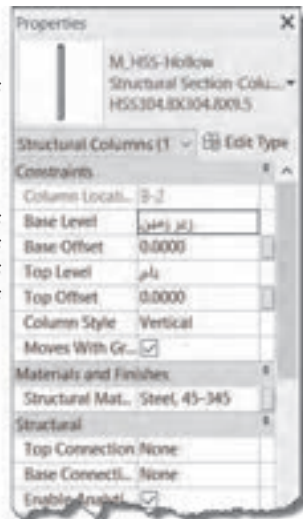 Properties
M_HSS-Hollow
Structural Section-Colu...
HSS304.8X304.8X9.5
Structural Columns (1
Edit Type
Constraints
Column Locati... B-2
Base Level زیر زمین
Base Offset 0.0000
Top Level بام
Top Offset 0.0000
Column Style Vertical
Moves With Gr...
Materials and Finishes
Structural Mat... Steel, 45-345
Structural
Top Connection None
Base Connecti... None
Enable Analyti...